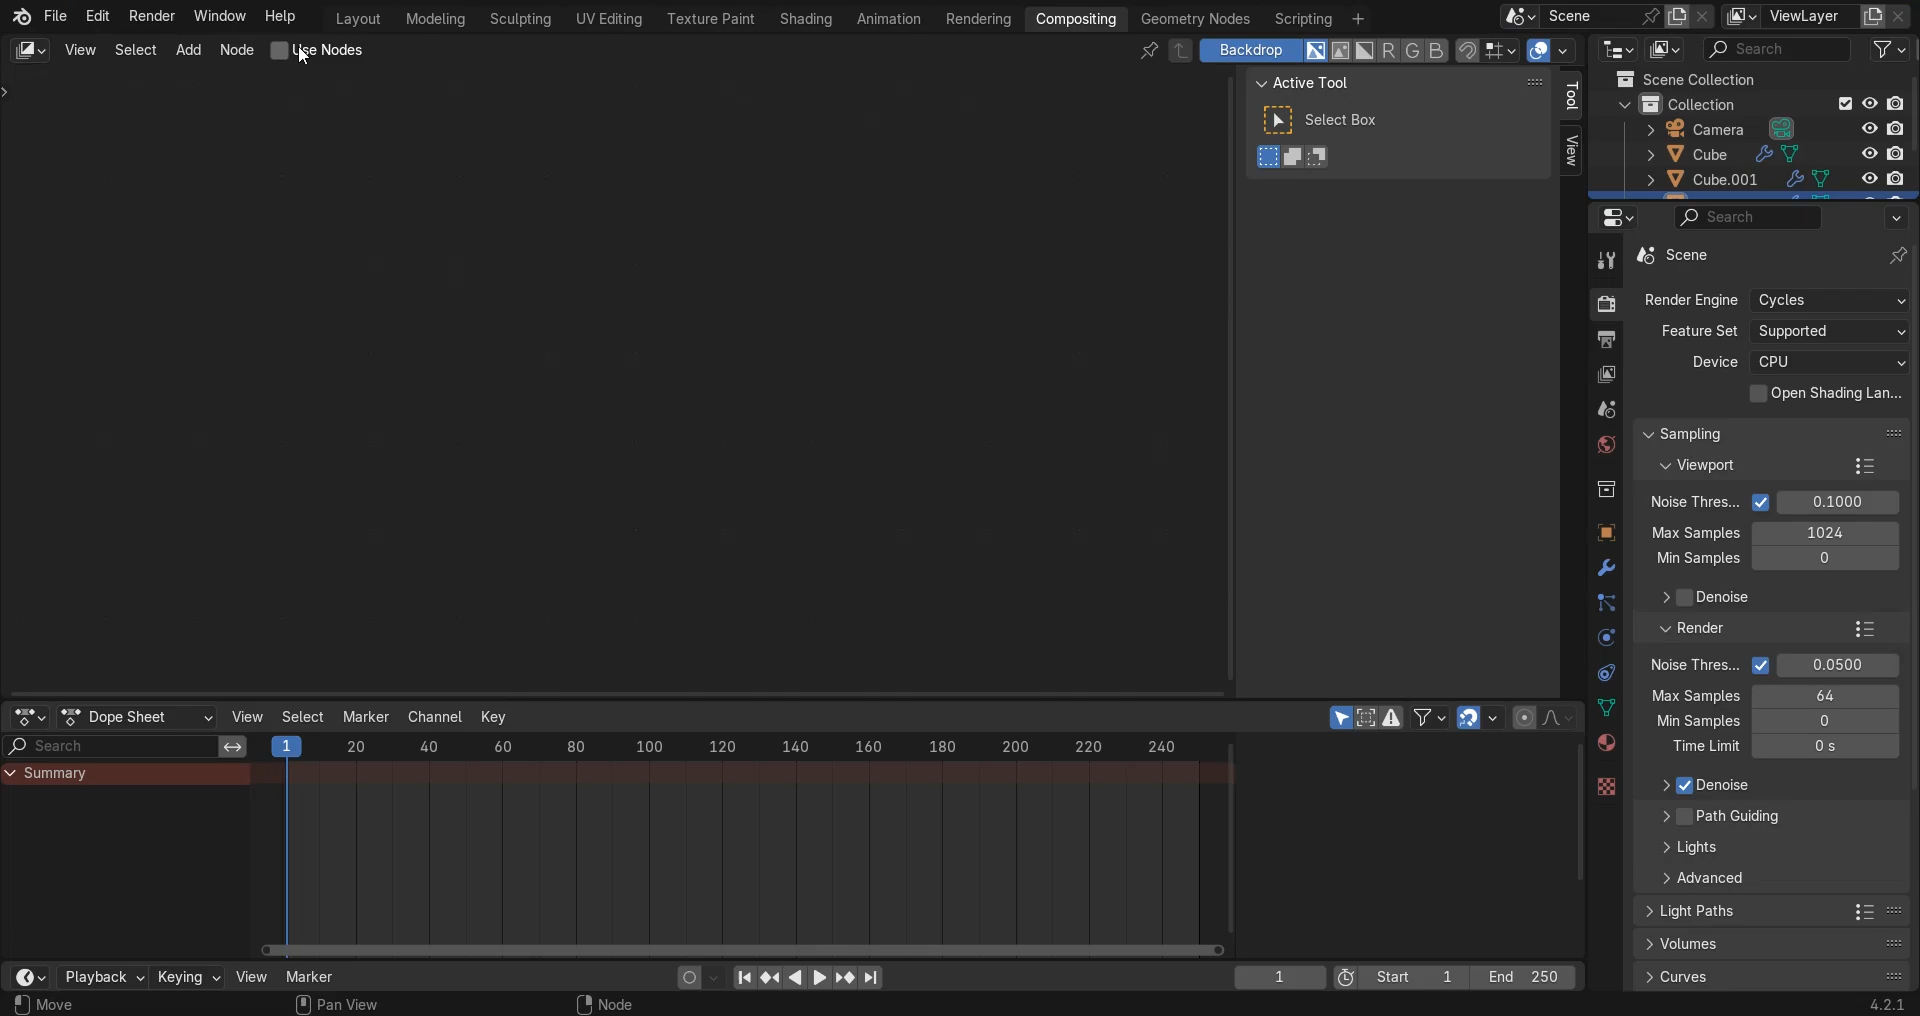 File Edit Render Window Help Layout Modeling Sculpting UV Editing Texture Paint Shading Animation Rendering Compositing Geometry Nodes Scripting + Scene ViewLayer
View Select Add Node Use Nodes Backdrop R G B Search
Active Tool
Select Box
Tool
View
Scene Collection
Collection
Camera
Cube
Cube.001
Search
Scene
Render Engine Cycles
Feature Set Supported
Device CPU
Open Shading Lan...
Sampling
Viewport
Noise Thres... 0.1000
Max Samples 1024
Min Samples 0
Denoise
Render
Noise Thres... 0.0500
Max Samples 64
Min Samples 0
Time Limit 0 s
Denoise
Path Guiding
Lights
Advanced
Light Paths
Volumes
Curves
Dope Sheet View Select Marker Channel Key
Search 1 20 40 60 80 100 120 140 160 180 200 220 240
Summary
Playback Keying View Marker 1 Start 1 End 250
Move Pan View Node 4.2.1